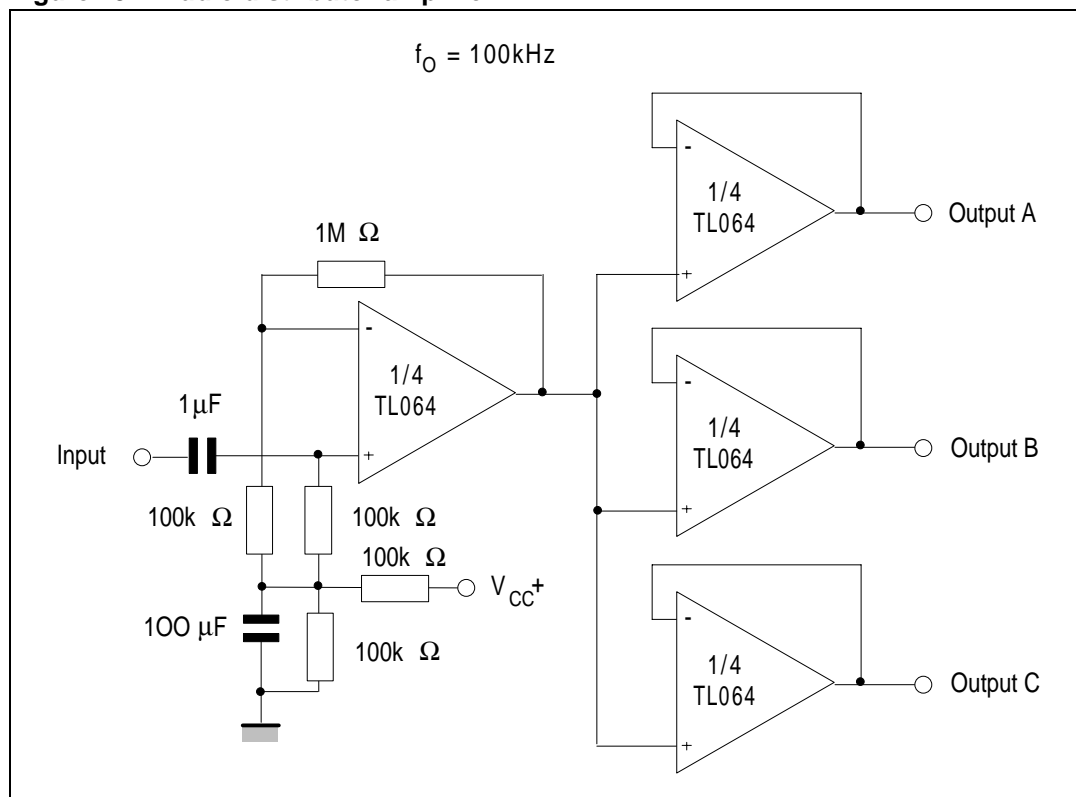 f_O = 100kHz
-
1/4
TL064
+
Output A
1M Ω
-
1/4
TL064
+
1μF
Input
100k Ω
100k Ω
100k Ω
V_CC+
100 μF
100k Ω
-
1/4
TL064
+
Output B
-
1/4
TL064
+
Output C